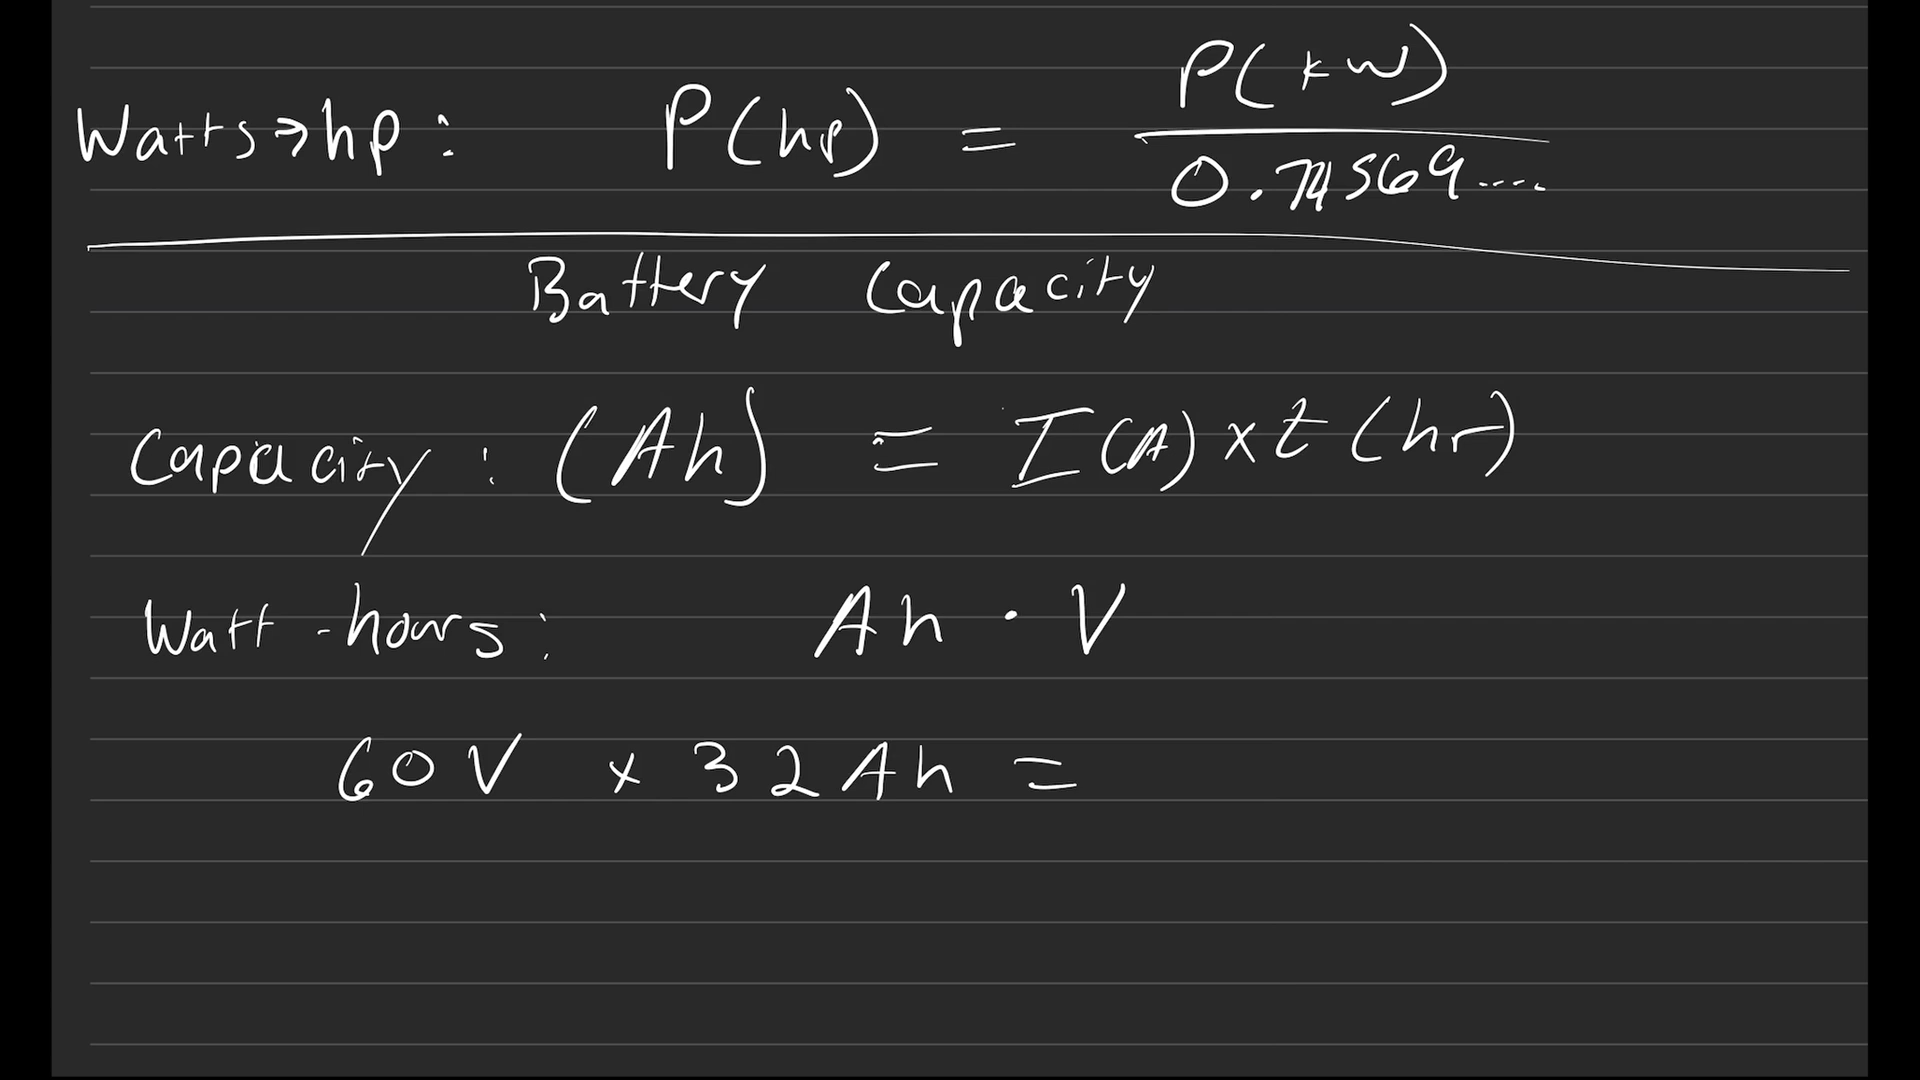 Watts → hp : P(hp) = P(kw) / 0.74569....
Battery Capacity
Capacity : (Ah) = I(A) x t (hr)
Watt-hours : Ah · V
60V x 32Ah =